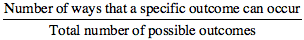 Number of ways that a specific outcome can occur
Total number of possible outcomes